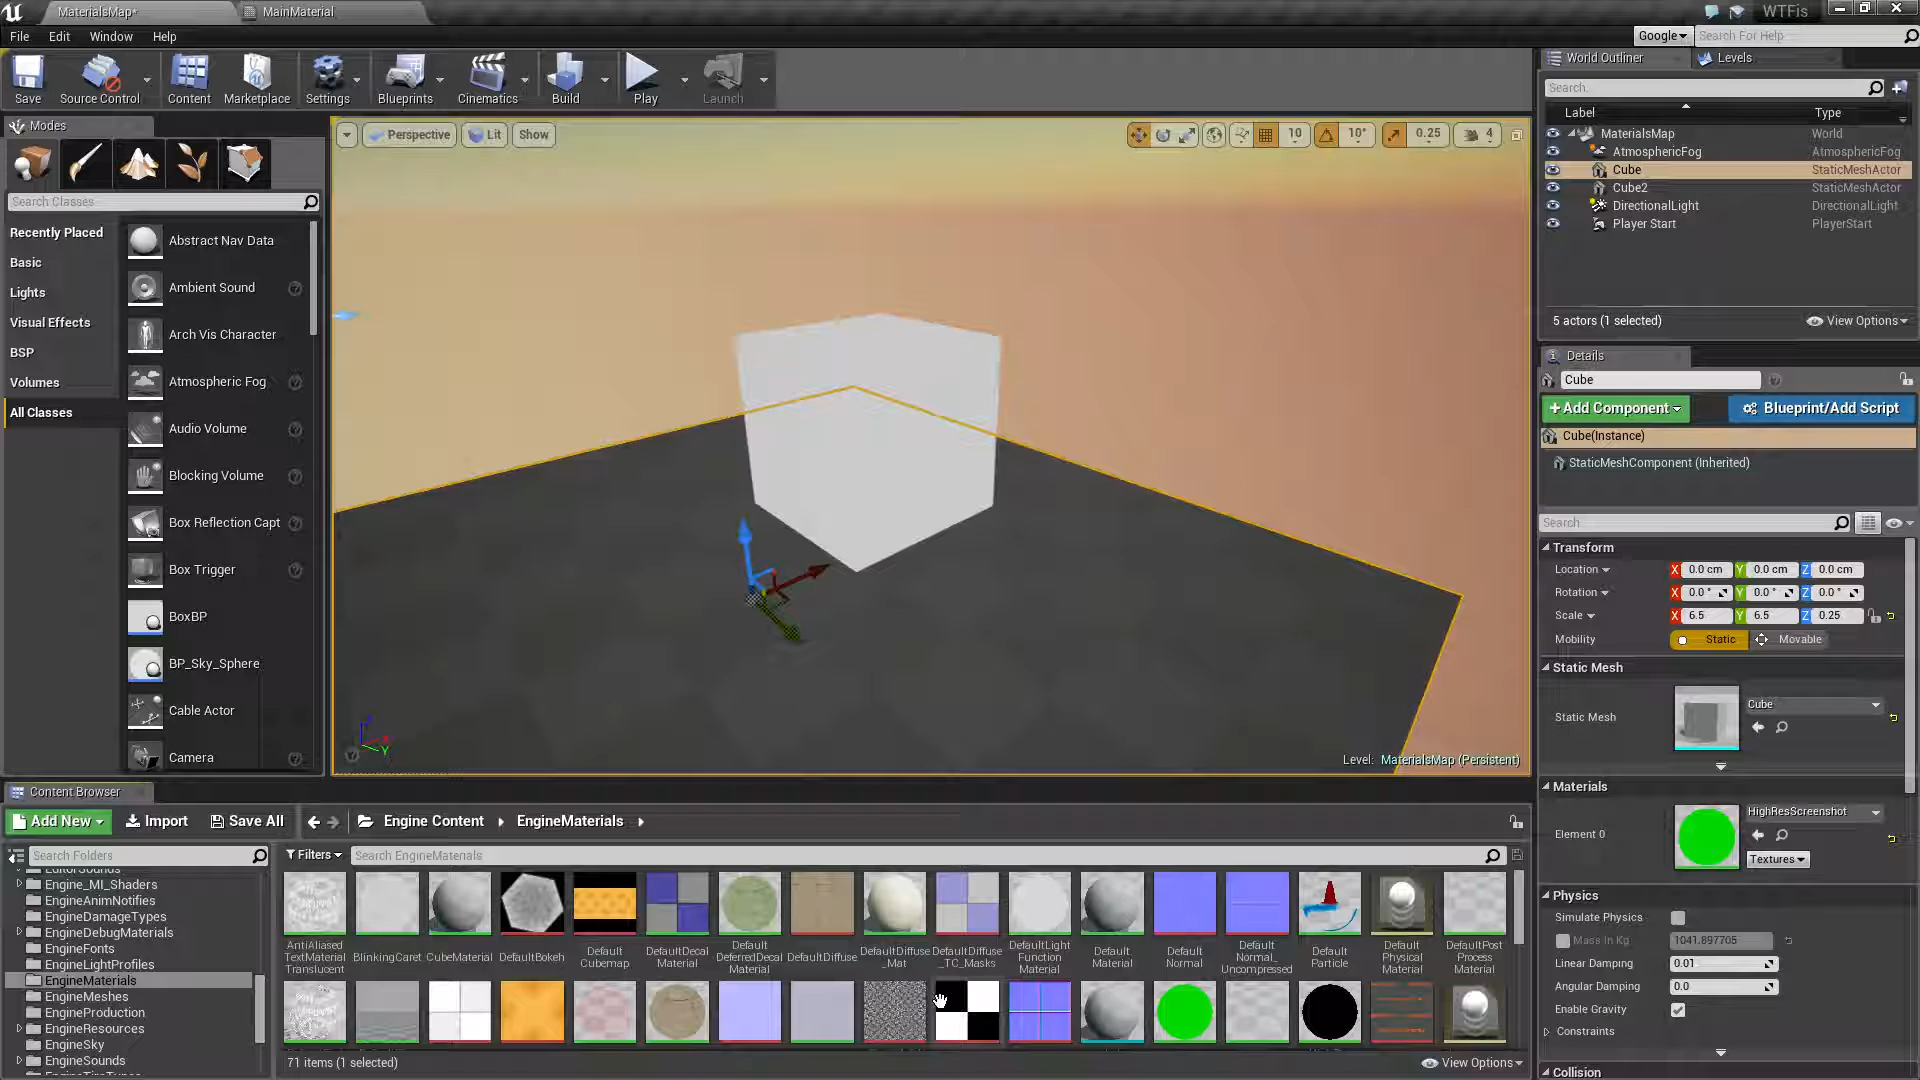 MaterialsMap*
MainMaterial
WTFis
File
Edit
Window
Help
Google
Search For Help
Save
Source Control
Content
Marketplace
Settings
Blueprints
Cinematics
Build
Play
Launch
Modes
Search Classes
Recently Placed
Basic
Lights
Visual Effects
BSP
Volumes
All Classes
Abstract Nav Data
Ambient Sound
Arch Vis Character
Atmospheric Fog
Audio Volume
Blocking Volume
Box Reflection Capt
Box Trigger
BoxBP
BP_Sky_Sphere
Cable Actor
Camera
Perspective
Lit
Show
10
10°
0.25
4
Level: MaterialsMap (Persistent)
World Outliner
Levels
Search.
Label
Type
MaterialsMap
World
AtmosphericFog
AtmosphericFog
Cube
StaticMeshActor
Cube2
StaticMeshActor
DirectionalLight
DirectionalLight
Player Start
PlayerStart
5 actors (1 selected)
View Options
Details
Cube
+Add Component
Blueprint/Add Script
Cube(Instance)
StaticMeshComponent (Inherited)
Search
Transform
Location
X 0.0 cm Y 0.0 cm Z 0.0 cm
Rotation
X 0.0 ° Y 0.0 ° Z 0.0 °
Scale
X 6.5 Y 6.5 Z 0.25
Mobility
Static
Movable
Static Mesh
Static Mesh
Cube
Materials
Element 0
HighResScreenshot
Textures
Physics
Simulate Physics
Mass in Kg
1041.897705
Linear Damping
0.01
Angular Damping
0.0
Enable Gravity
Constraints
Collision
Content Browser
Add New
Import
Save All
Engine Content
EngineMaterials
Search Folders
Filters
Search EngineMaterials
Engine_MI_Shaders
EngineAnimNotifies
EngineDamageTypes
EngineDebugMaterials
EngineFonts
EngineLightProfiles
EngineMaterials
EngineMeshes
EngineProduction
EngineResources
EngineSky
EngineSounds
AntiAliased
TextMaterial
Translucent
BlinkingCaret
CubeMaterial
DefaultBokeh
Default
Cubemap
DefaultDecal
Material
Default
DeferredDecal
Material
DefaultDiffuse
DefaultDiffuse
_Mat
DefaultDiffuse
_TC_Masks
DefaultLight
Function
Material
Default
Material
Default
Normal
Default
Normal_
Uncompressed
Default
Particle
Default
Physical
Material
DefaultPost
Process
Material
71 items (1 selected)
View Options